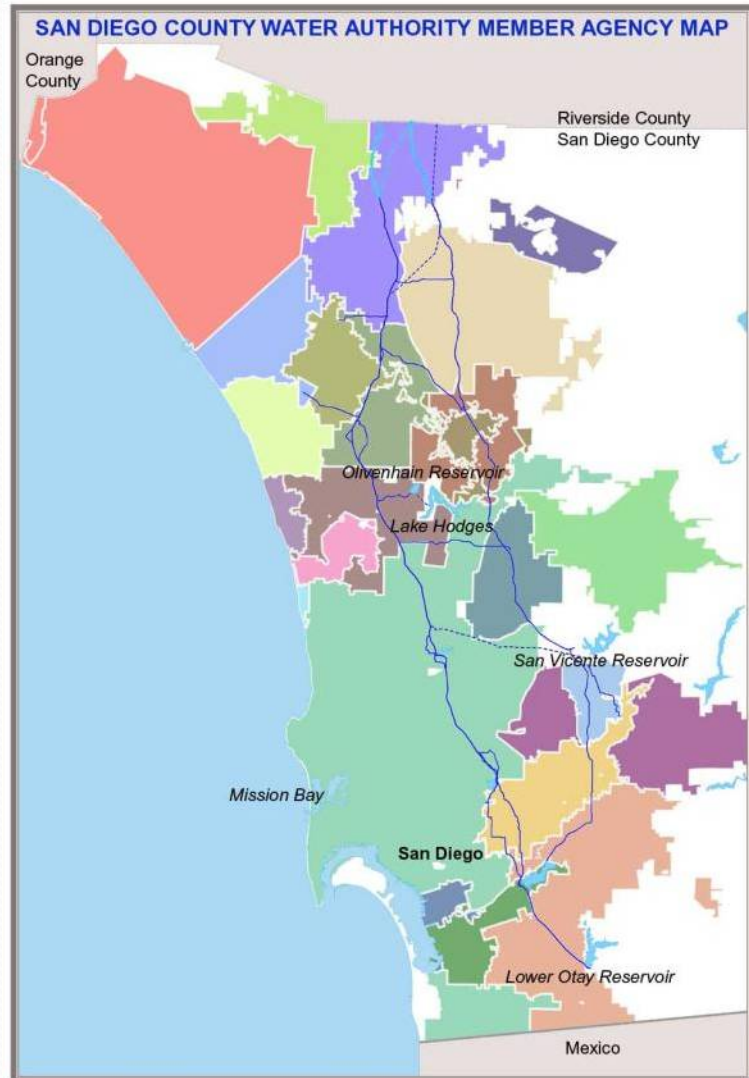 SAN DIEGO COUNTY WATER AUTHORITY MEMBER AGENCY MAP
Orange
County
Riverside County
San Diego County
Olivenhain Reservoir
Lake Hodges
San Vicente Reservoir
Mission Bay
San Diego
Lower Otay Reservoir
Mexico